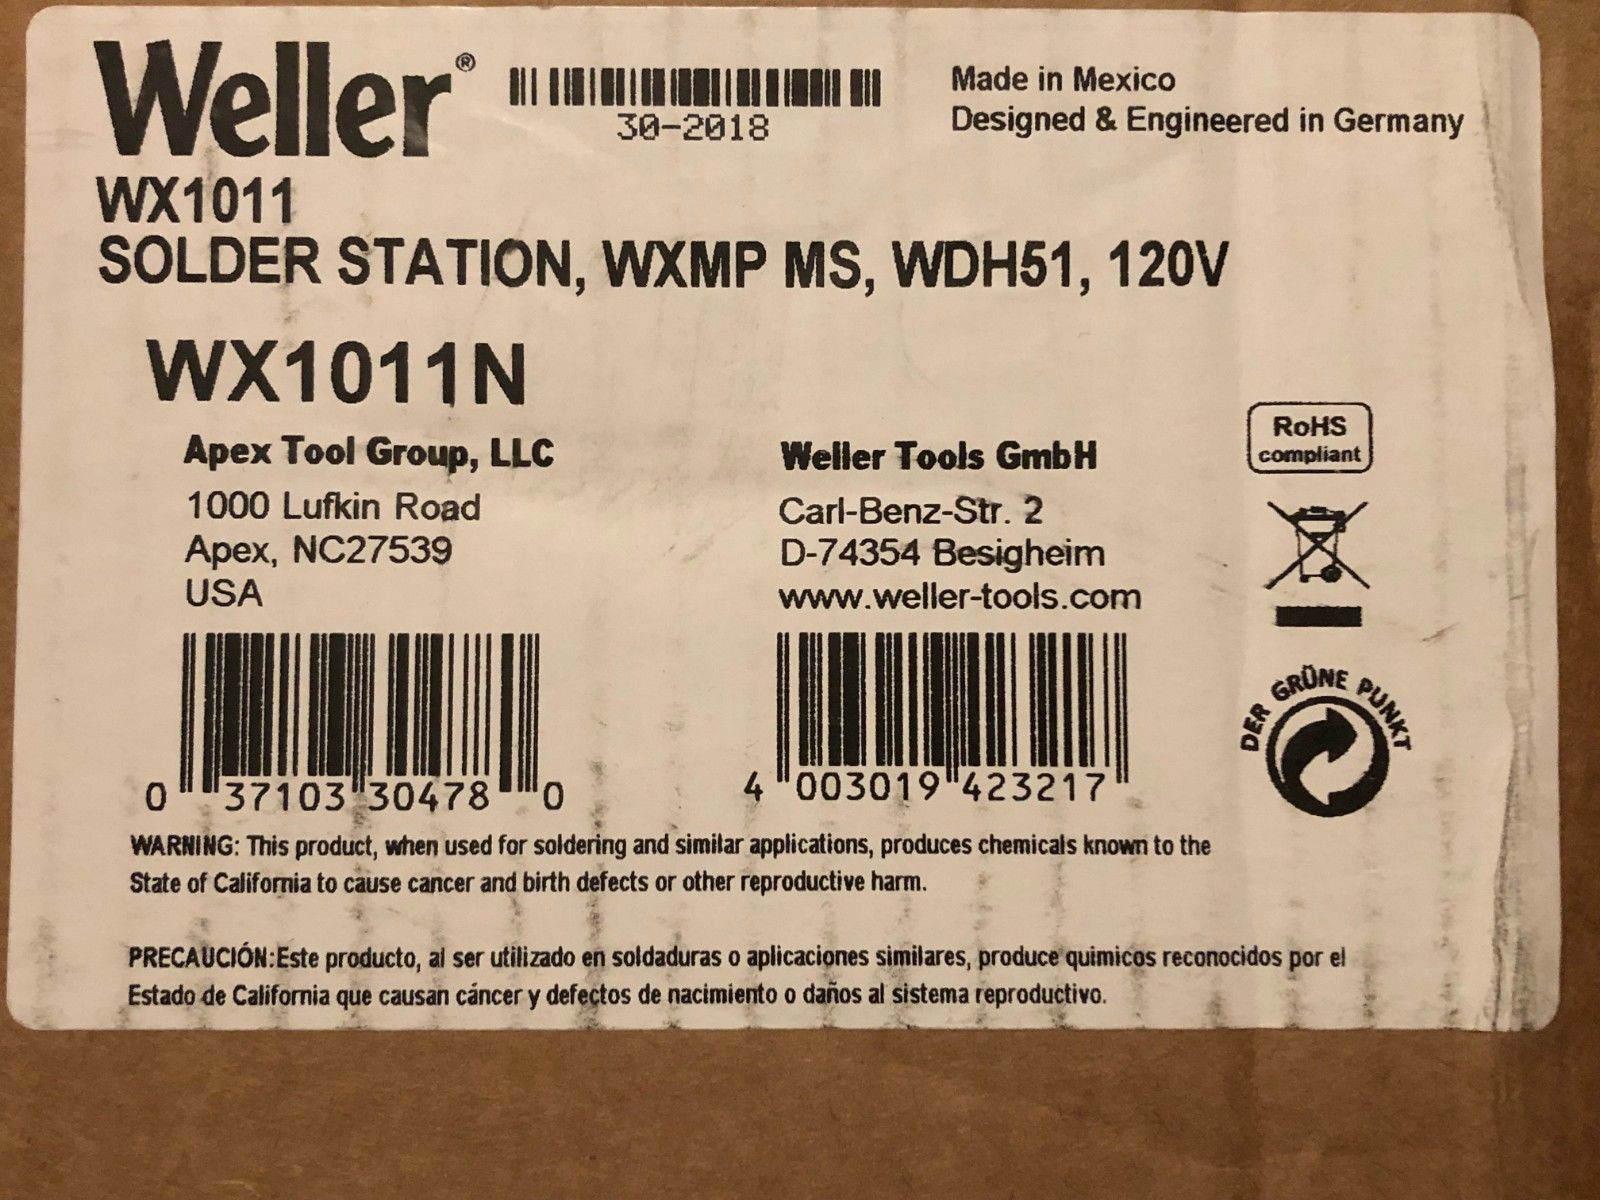 Weller®
30-2018
Made in Mexico
Designed & Engineered in Germany
WX1011
SOLDER STATION, WXMP MS, WDH51, 120V
WX1011N
Apex Tool Group, LLC
1000 Lufkin Road
Apex, NC27539
USA
Weller Tools GmbH
Carl-Benz-Str. 2
D-74354 Besigheim
www.weller-tools.com
RoHS
compliant
DER GRÜNE PUNKT
0 37103 30478 0
4 003019 423217
WARNING: This product, when used for soldering and similar applications, produces chemicals known to the
State of California to cause cancer and birth defects or other reproductive harm.
PRECAUCIÓN:Este producto, al ser utilizado en soldaduras o aplicaciones similares, produce quimicos reconocidos por el
Estado de California que causan cáncer y defectos de nacimiento o daños al sistema reproductivo.